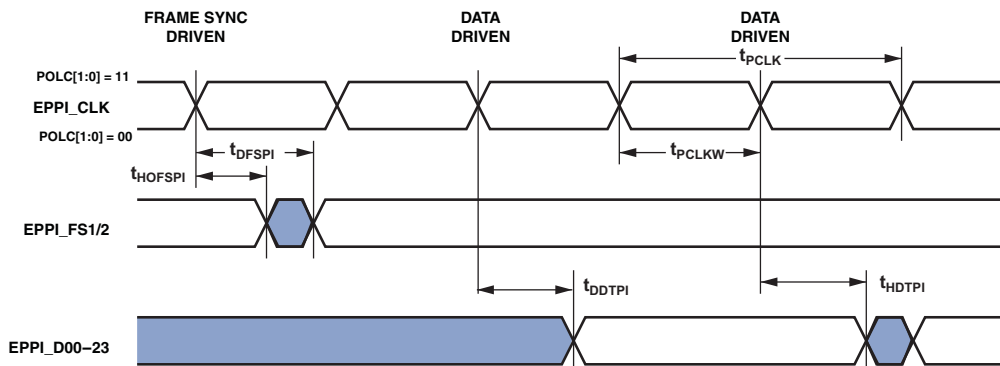 FRAME SYNC
DRIVEN
DATA
DRIVEN
DATA
DRIVEN
tPCLK
POLC[1:0] = 11
EPPI_CLK
POLC[1:0] = 00
tDFSPI
tPCLKW
tHOFSPI
EPPI_FS1/2
tDDTPI
tHDTPI
EPPI_D00–23